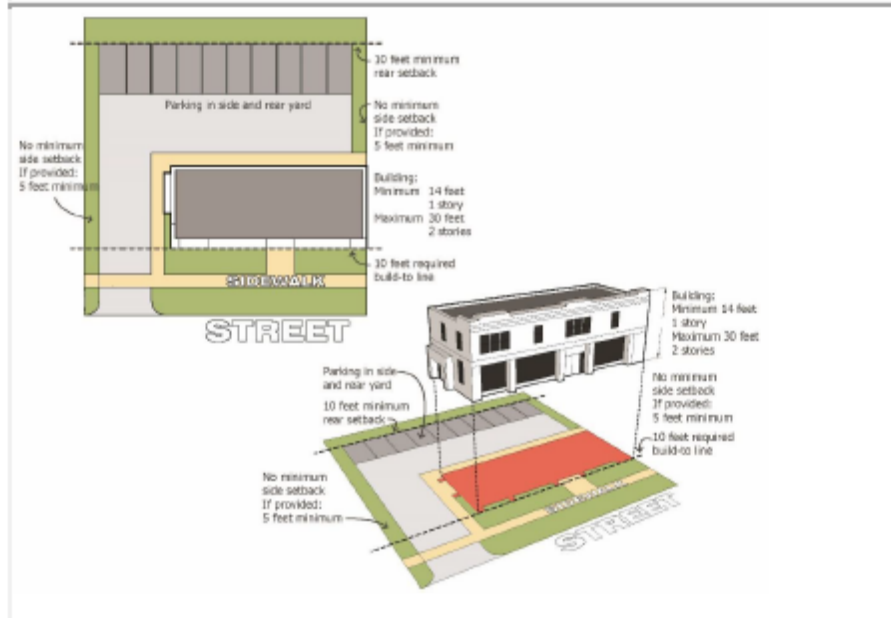 10 feet minimum
rear setback
Parking in side and rear yard
No minimum
side setback
If provided:
5 feet minimum
No minimum
side setback
If provided:
5 feet minimum
Building:
Minimum 14 feet
1 story
Maximum 30 feet
2 stories
10 feet required
build-to line
SIDEWALK
STREET
Building:
Minimum 14 feet
1 story
Maximum 30 feet
2 stories
Parking in side
and rear yard
10 feet minimum
rear setback
No minimum
side setback
If provided:
5 feet minimum
10 feet required
build-to line
No minimum
side setback
If provided:
5 feet minimum
SIDEWALK
STREET